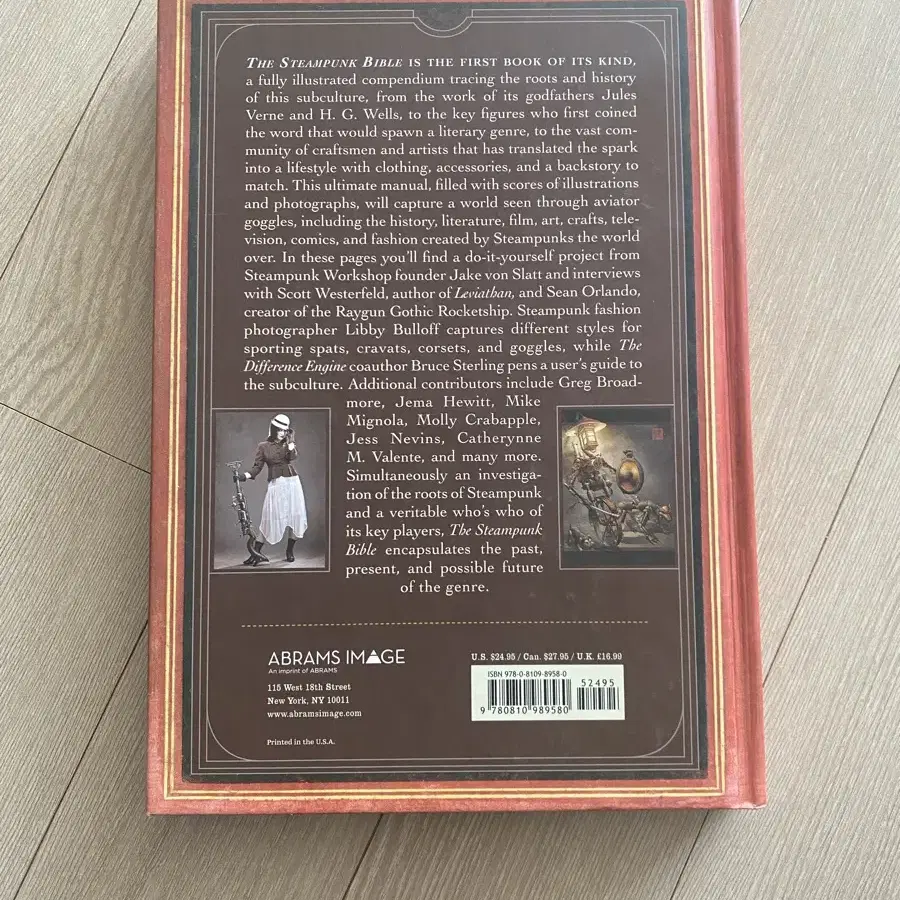 THE STEAMPUNK BIBLE IS THE FIRST BOOK OF ITS KIND,
a fully illustrated compendium tracing the roots and history
of this subculture, from the work of its godfathers Jules
Verne and H. G. Wells, to the key figures who first coined
the word that would spawn a literary genre, to the vast com-
munity of craftsmen and artists that has translated the spark
into a lifestyle with clothing, accessories, and a backstory to
match. This ultimate manual, filled with scores of illustrations
and photographs, will capture a world seen through aviator
goggles, including the history, literature, film, art, crafts, tele-
vision, comics, and fashion created by Steampunks the world
over. In these pages you'll find a do-it-yourself project from
Steampunk Workshop founder Jake von Slatt and interviews
with Scott Westerfeld, author of Leviathan, and Sean Orlando,
creator of the Raygun Gothic Rocketship. Steampunk fashion
photographer Libby Bulloff captures different styles for
sporting spats, cravats, corsets, and goggles, while The
Difference Engine coauthor Bruce Sterling pens a user's guide to
the subculture. Additional contributors include Greg Broad-
more, Jema Hewitt, Mike
Mignola, Molly Crabapple,
Jess Nevins, Catherynne
M. Valente, and many more.
Simultaneously an investiga-
tion of the roots of Steampunk
and a veritable who's who of
its key players, The Steampunk
Bible encapsulates the past,
present, and possible future
of the genre.
ABRAMS IMAGE
An imprint of ABRAMS
115 West 18th Street
New York, NY 10011
www.abramsimage.com
Printed in the U.S.A.
U.S. $24.95 / Can. $27.95 / U.K. £16.99
ISBN 978-0-8109-8958-0
52495
9 780810 989580